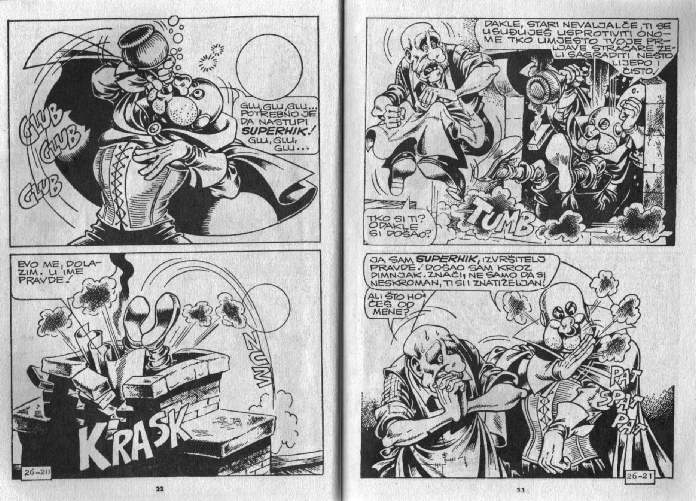 GLUB
GLUB
GLUB
GLU, GLU, GLU...
POTREBNO JE
DA NASTUPI
SUPERHIK!
GLU, GLU,
GLU...
EVO ME, DOLA-
ZIM. U IME
PRAVDE!
ZUM
KRASK
26-20
22
DAKLE, STARI NEVALJALČE, TI SE
USUĐUJEŠ USPROTIVITI ONO-
ME TKO UMJESTO TVOJE PR-
LJAVE STRAĆARE ŽE-
LI SAGRADITI NEŠTO
LIJEPO I
ČISTO.
TKO SI TI?
ODAKLE
SI DOŠAO?
TUMB
JA SAM SUPERHIK, IZVRŠITELJ
PRAVDE! DOŠAO SAM KROZ
DIMNJAK. ZNAČI, NE SAMO DA SI
NESKROMAN, TI SI I ZNATIŽELJAN!
ALI ŠTO HO-
ĆEŠ OD
MENE?
PAT
26-21
23